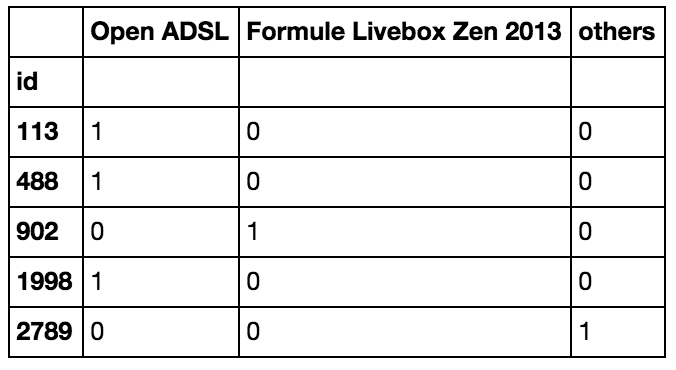 Open ADSL Formule Livebox Zen 2013 others
id
113 1 0 0
488 1 0 0
902 0 1 0
1998 1 0 0
2789 0 0 1